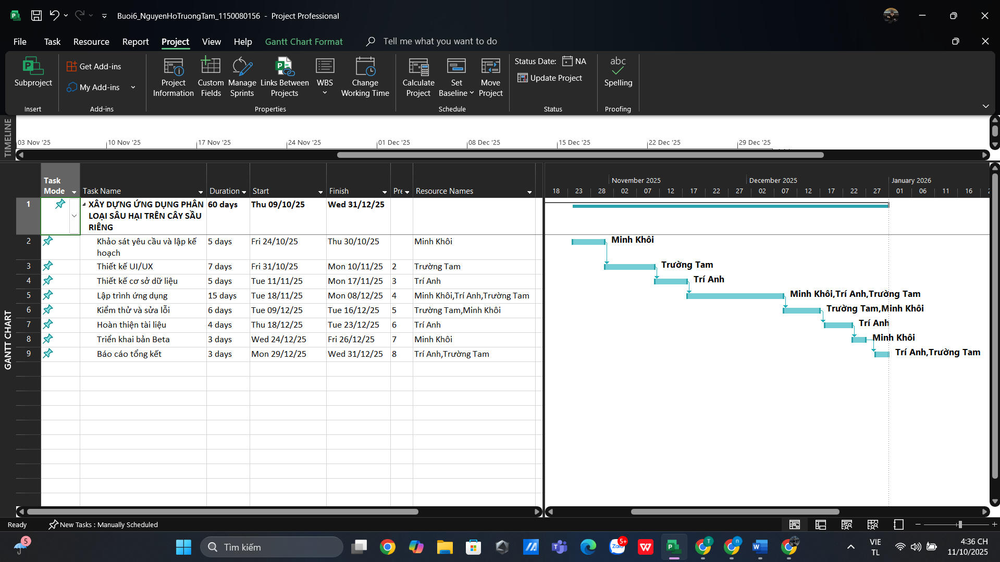 Buoi6_NguyenHoTruongTam_1150080156 - Project Professional
File Task Resource Report Project View Help Gantt Chart Format Tell me what you want to do
Subproject
Insert
Get Add-ins
My Add-ins
Add-ins
Project Information
Custom Fields
Manage Sprints
Links Between Projects
WBS
Change Working Time
Properties
Calculate Project
Set Baseline
Move Project
Schedule
Status Date: NA
Update Project
Status
abc
Spelling
Proofing
TIMELINE
03 Nov '25 10 Nov '25 17 Nov '25 24 Nov '25 01 Dec '25 08 Dec '25 15 Dec '25 22 Dec '25 29 Dec '25
GANTT CHART
Task Mode Task Name Duration Start Finish Pre Resource Names
1 XÂY DỰNG ỨNG DỤNG PHÂN 60 days Thu 09/10/25 Wed 31/12/25
LOẠI SÂU HẠI TRÊN CÂY SẦU
RIÊNG
2 Khảo sát yêu cầu và lập kế 5 days Fri 24/10/25 Thu 30/10/25 Minh Khôi
hoạch
3 Thiết kế UI/UX 7 days Fri 31/10/25 Mon 10/11/25 2 Trường Tam
4 Thiết kế cơ sở dữ liệu 5 days Tue 11/11/25 Mon 17/11/25 3 Trí Anh
5 Lập trình ứng dụng 15 days Tue 18/11/25 Mon 08/12/25 4 Minh Khôi,Trí Anh,Trường Tam
6 Kiểm thử và sửa lỗi 6 days Tue 09/12/25 Tue 16/12/25 5 Trường Tam,Minh Khôi
7 Hoàn thiện tài liệu 4 days Thu 18/12/25 Tue 23/12/25 6 Trí Anh
8 Triển khai bản Beta 3 days Wed 24/12/25 Fri 26/12/25 7 Minh Khôi
9 Báo cáo tổng kết 3 days Mon 29/12/25 Wed 31/12/25 8 Trí Anh,Trường Tam
November 2025 December 2025 January 2026
18 23 28 02 07 12 17 22 27 02 07 12 17 22 27 01 06 11 16 2
Minh Khôi
Trường Tam
Trí Anh
Minh Khôi,Trí Anh,Trường Tam
Trường Tam,Minh Khôi
Trí Anh
Minh Khôi
Trí Anh,Trường Tam
Ready New Tasks : Manually Scheduled
5
Tìm kiếm
Zalo
5+
T
n
VIE
TL
4:36 CH
11/10/2025